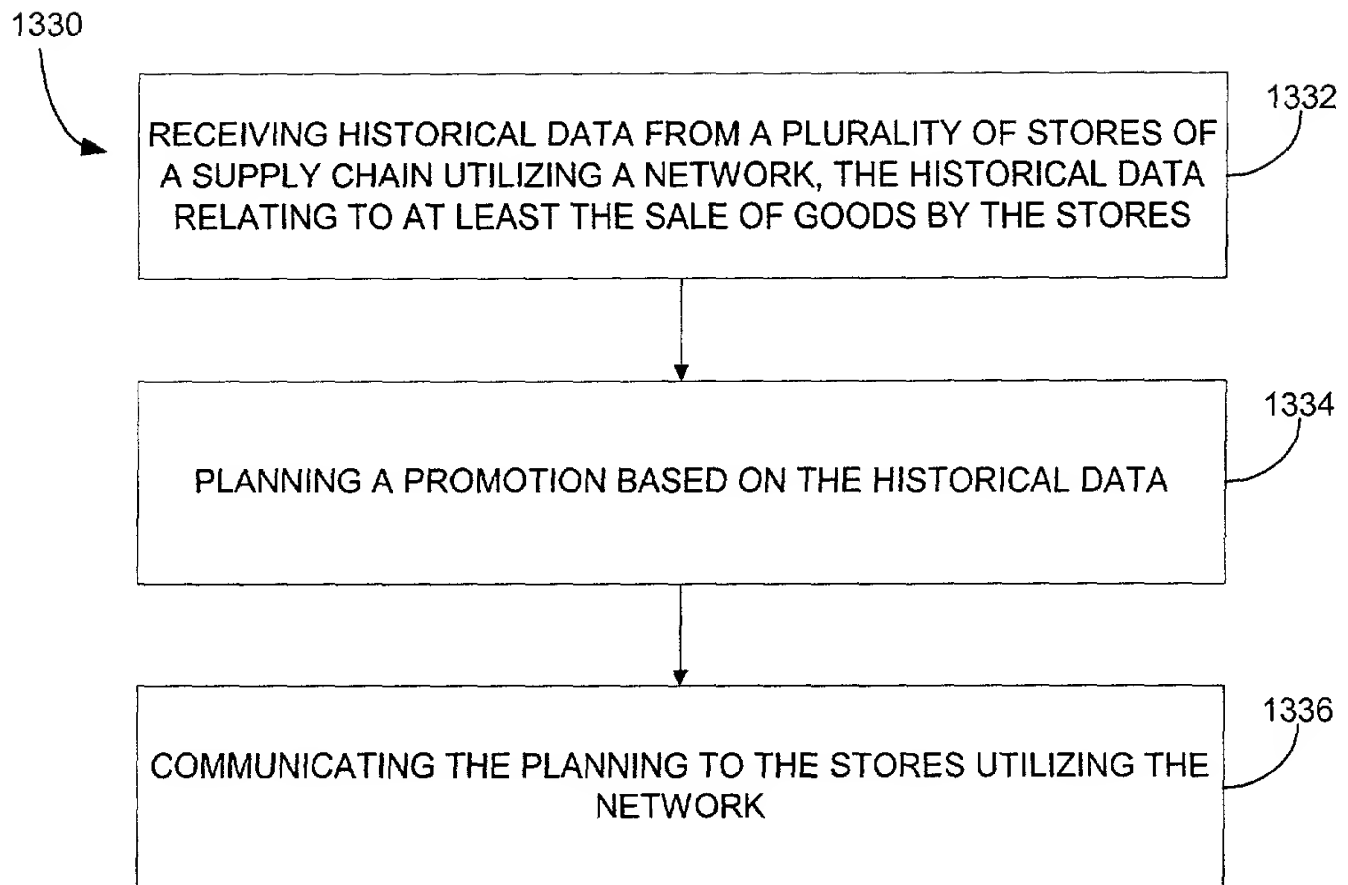 1330
1332
RECEIVING HISTORICAL DATA FROM A PLURALITY OF STORES OF
A SUPPLY CHAIN UTILIZING A NETWORK, THE HISTORICAL DATA
RELATING TO AT LEAST THE SALE OF GOODS BY THE STORES
1334
PLANNING A PROMOTION BASED ON THE HISTORICAL DATA
1336
COMMUNICATING THE PLANNING TO THE STORES UTILIZING THE
NETWORK